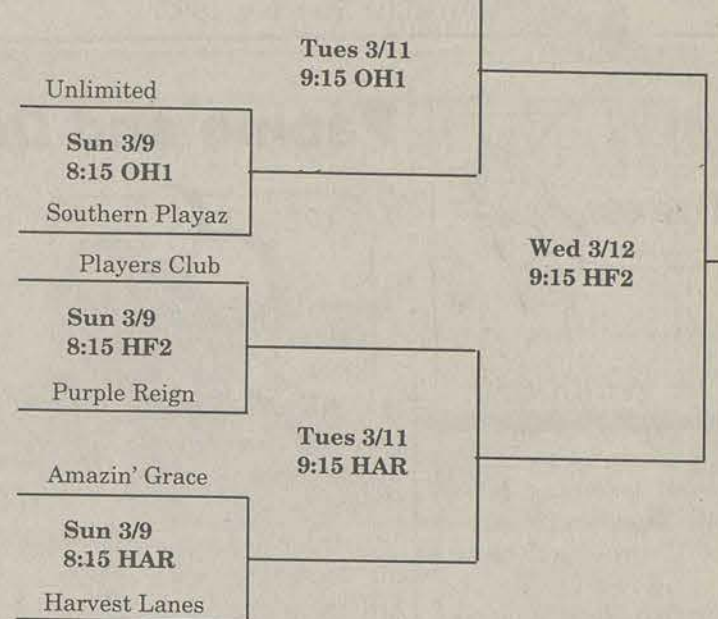 Tues 3/11
9:15 OH1
Unlimited
Sun 3/9
8:15 OH1
Southern Playaz
Players Club
Wed 3/12
9:15 HF2
Sun 3/9
8:15 HF2
Purple Reign
Tues 3/11
9:15 HAR
Amazin' Grace
Sun 3/9
8:15 HAR
Harvest Lanes